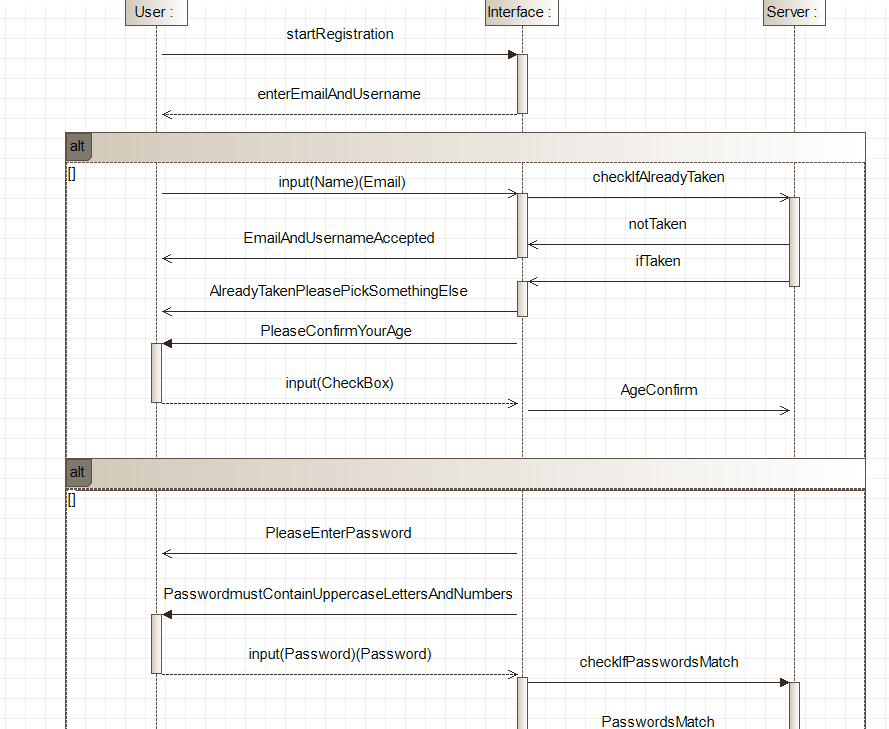 User :
Interface :
Server :
startRegistration
enterEmailAndUsername
alt
[]
input(Name)(Email)
checkIfAlreadyTaken
notTaken
EmailAndUsernameAccepted
ifTaken
AlreadyTakenPleasePickSomethingElse
PleaseConfirmYourAge
input(CheckBox)
AgeConfirm
alt
[]
PleaseEnterPassword
PasswordmustContainUppercaseLettersAndNumbers
input(Password)(Password)
checkIfPasswordsMatch
PasswordsMatch